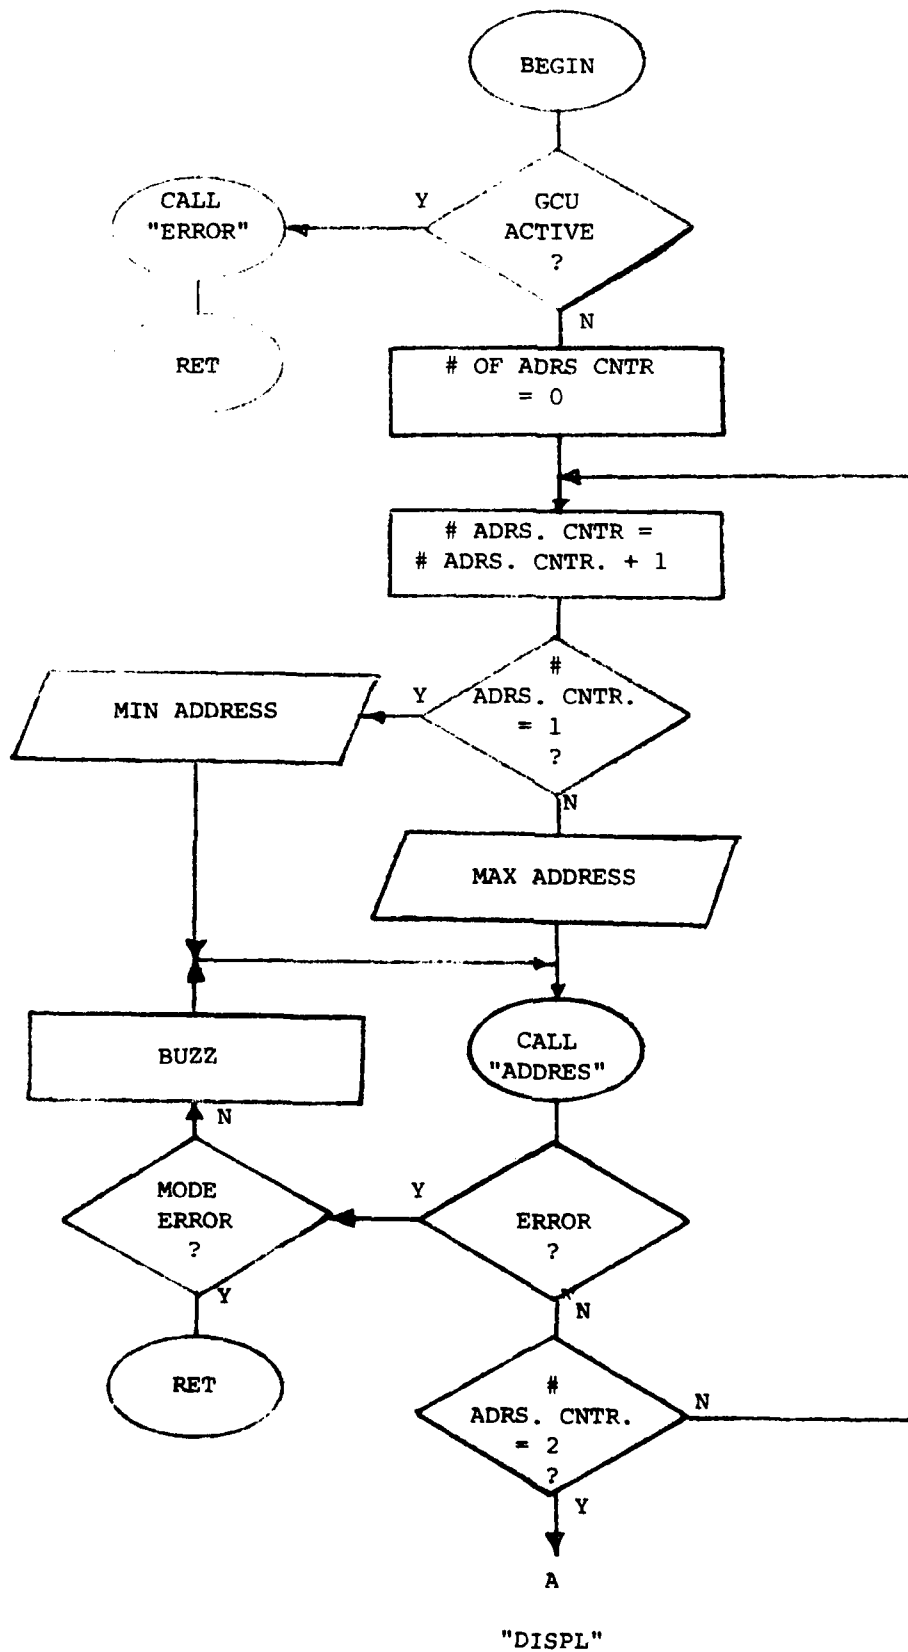 BEGIN
GCU
ACTIVE
?
Y
CALL
"ERROR"
RET
N
# OF ADRS CNTR
= 0
# ADRS. CNTR =
# ADRS. CNTR. + 1
#
ADRS. CNTR.
= 1
?
Y
MIN ADDRESS
N
MAX ADDRESS
CALL
"ADDRES"
BUZZ
N
MODE
ERROR
?
Y
ERROR
?
Y
RET
N
#
ADRS. CNTR.
= 2
?
N
Y
A
"DISPL"